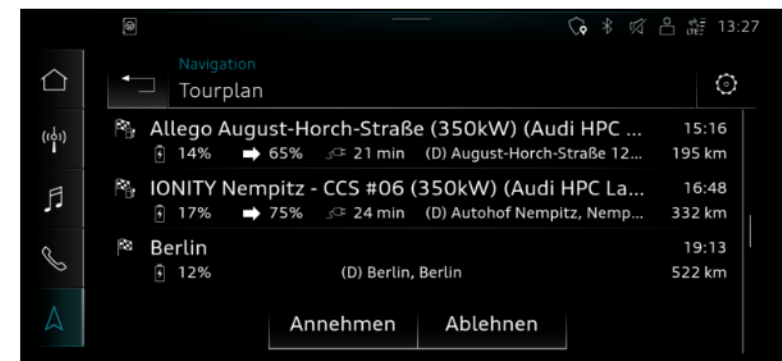 LTE 13:27
Navigation
Tourplan
Allego August-Horch-Straße (350kW) (Audi HPC ... 15:16
14% 65% 21 min (D) August-Horch-Straße 12... 195 km
IONITY Nempitz - CCS #06 (350kW) (Audi HPC La... 16:48
17% 75% 24 min (D) Autohof Nempitz, Nemp... 332 km
Berlin 19:13
12% (D) Berlin, Berlin 522 km
Annehmen Ablehnen